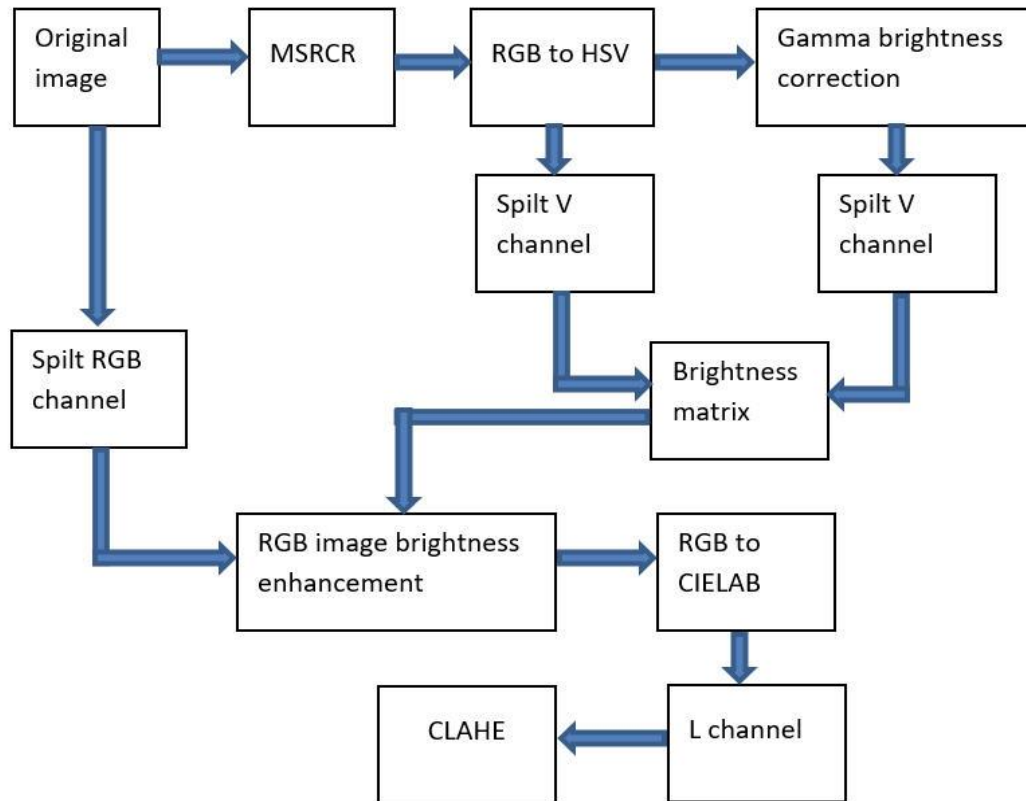 Original
image
MSRCR
RGB to HSV
Gamma brightness
correction
Spilt V
channel
Spilt V
channel
Spilt RGB
channel
Brightness
matrix
RGB image brightness
enhancement
RGB to
CIELAB
CLAHE
L channel